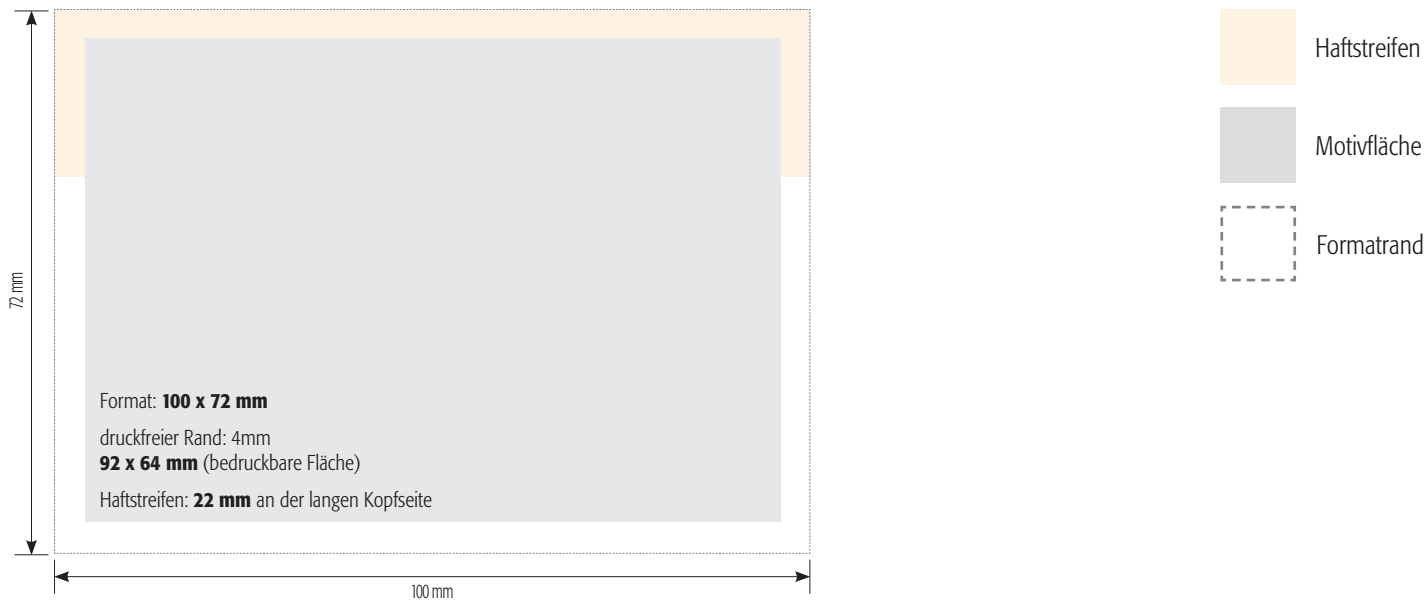 Haftstreifen
Motivfläche
Formatrand
72 mm
Format: 100 x 72 mm
druckfreier Rand: 4mm
92 x 64 mm (bedruckbare Fläche)
Haftstreifen: 22 mm an der langen Kopfseite
100 mm